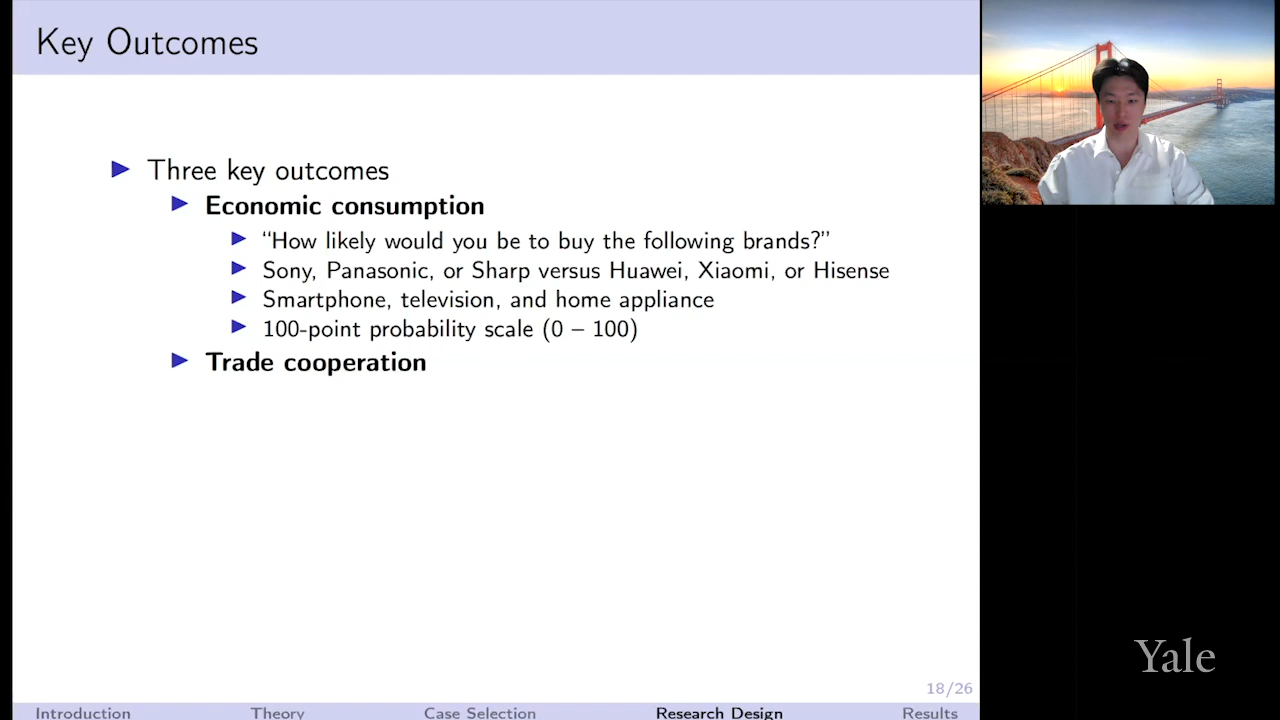 Key Outcomes
Three key outcomes
Economic consumption
“How likely would you be to buy the following brands?”
Sony, Panasonic, or Sharp versus Huawei, Xiaomi, or Hisense
Smartphone, television, and home appliance
100-point probability scale (0 – 100)
Trade cooperation
Yale
18/26
Introduction Theory Case Selection Research Design Results